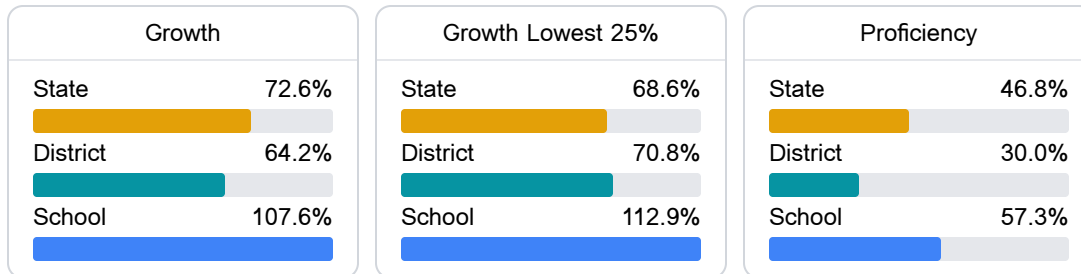 Growth
State 72.6%
District 64.2%
School 107.6%
Growth Lowest 25%
State 68.6%
District 70.8%
School 112.9%
Proficiency
State 46.8%
District 30.0%
School 57.3%